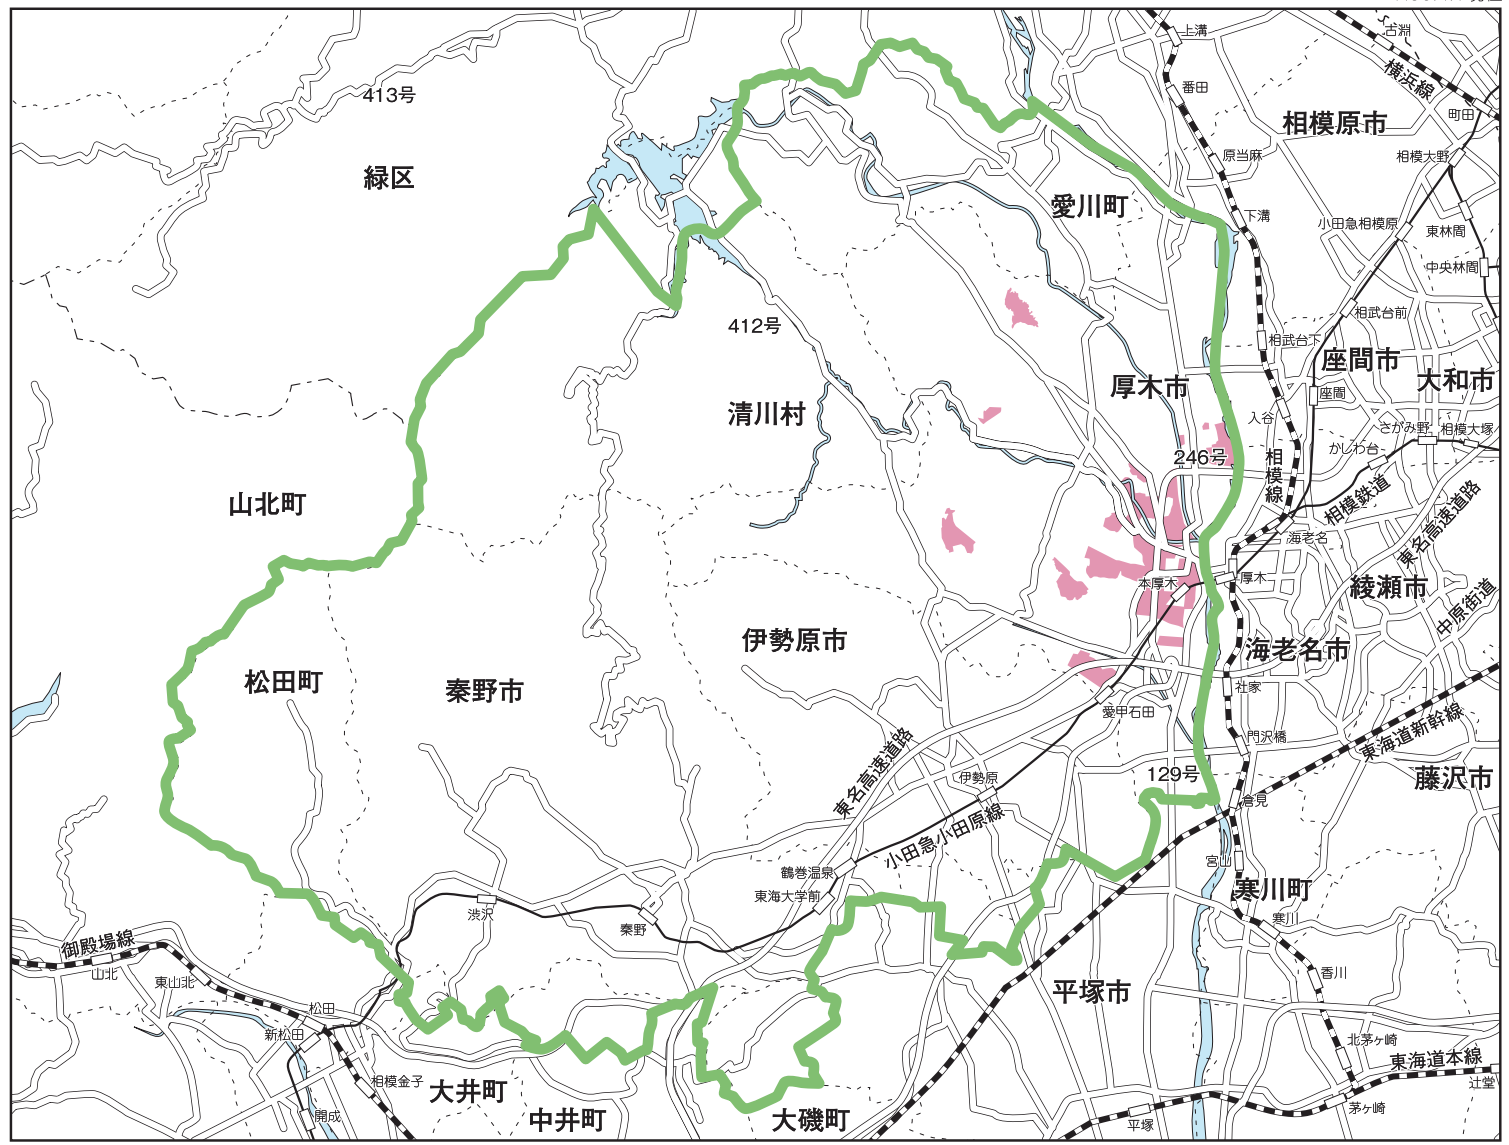 上溝
古淵
横浜線
413号
番田
町田
相模原市
原当麻
相模大野
緑区
愛川町
下溝
小田急相模原
東林間
中央林間
412号
相武台前
相武台下
座間市
大和市
厚木市
座間
清川村
入谷
さがみ野
相模大塚
かしわ台
246号
相模線
相模鉄道
山北町
東名高速道路
海老名
本厚木
厚木
綾瀬市
中原街道
伊勢原市
海老名市
松田町
秦野市
社家
愛甲石田
東海道新幹線
門沢橋
129号
伊勢原
東名高速道路
藤沢市
倉見
小田急小田原線
鶴巻温泉
宮山
寒川町
東海大学前
渋沢
秦野
寒川
御殿場線
山北
東山北
香川
平塚市
松田
新松田
北茅ヶ崎
東海道本線
相模金子
大井町
辻堂
開成
中井町
大磯町
茅ヶ崎
平塚